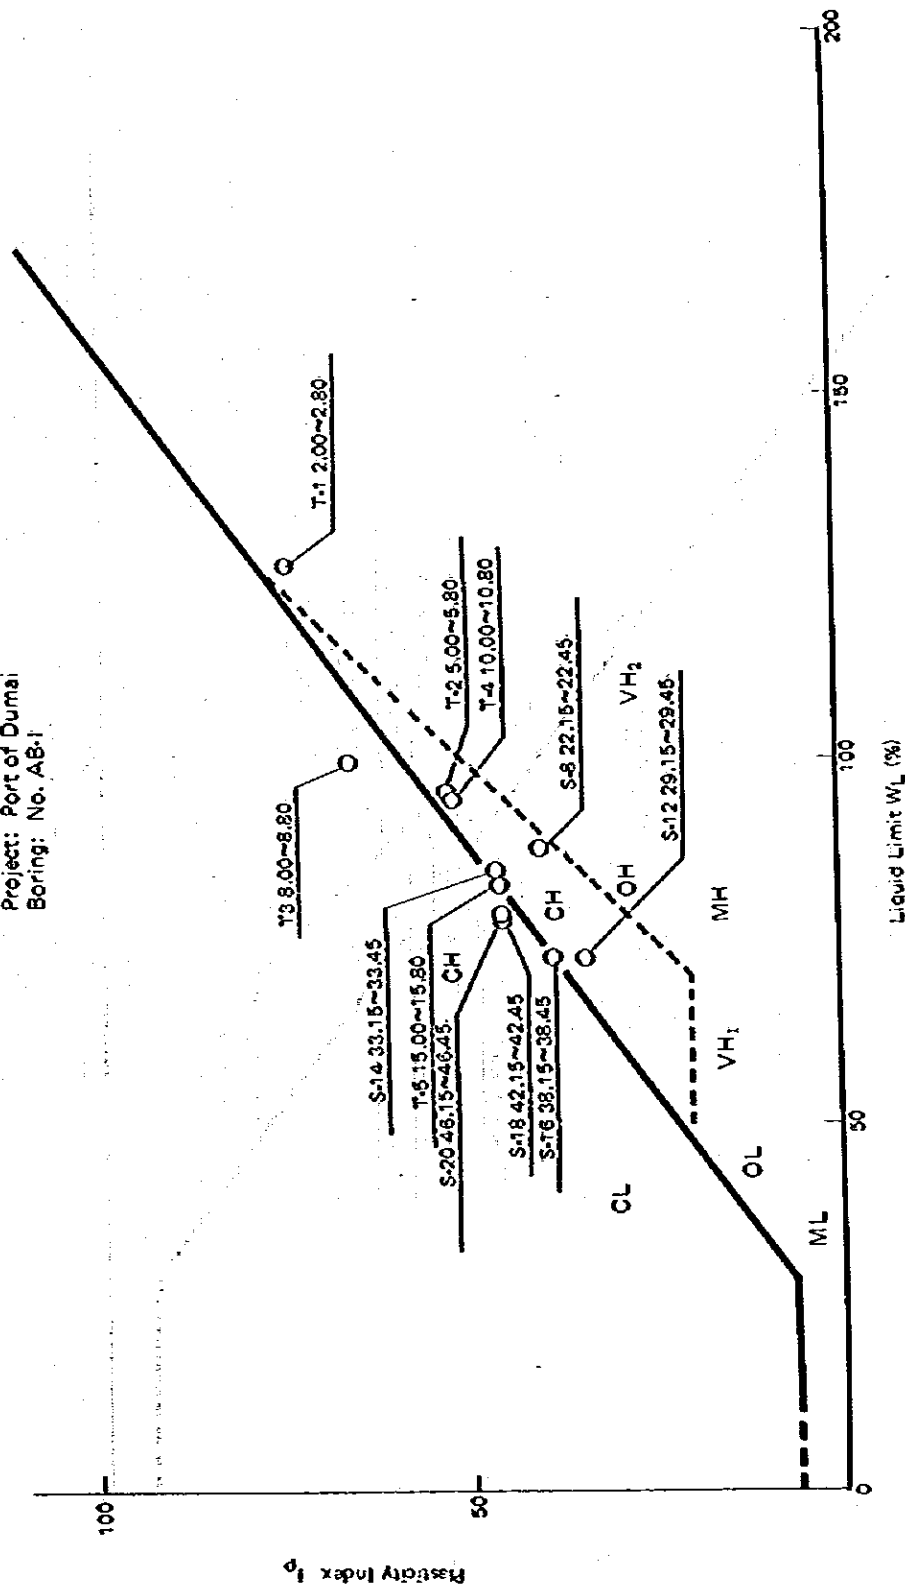 Project: Port of Dumai
Boring: No. AB-1
T-1 2.00~2.80
T3 8.00~8.80
T-2 5.00~5.80
T-4 10.00~10.80
S-14 33.15~33.45
T-5 15.00~15.80
S-20 46.15~46.45
S-18 42.15~42.45
S-16 38.15~38.45
S-8 22.15~22.45
S-12 29.15~29.45
CH
CH
VH₂
OH
MH
VH₁
CL
OL
ML
Plasticity Index Ip
100
50
0
50
100
150
200
Liquid Limit WL (%)